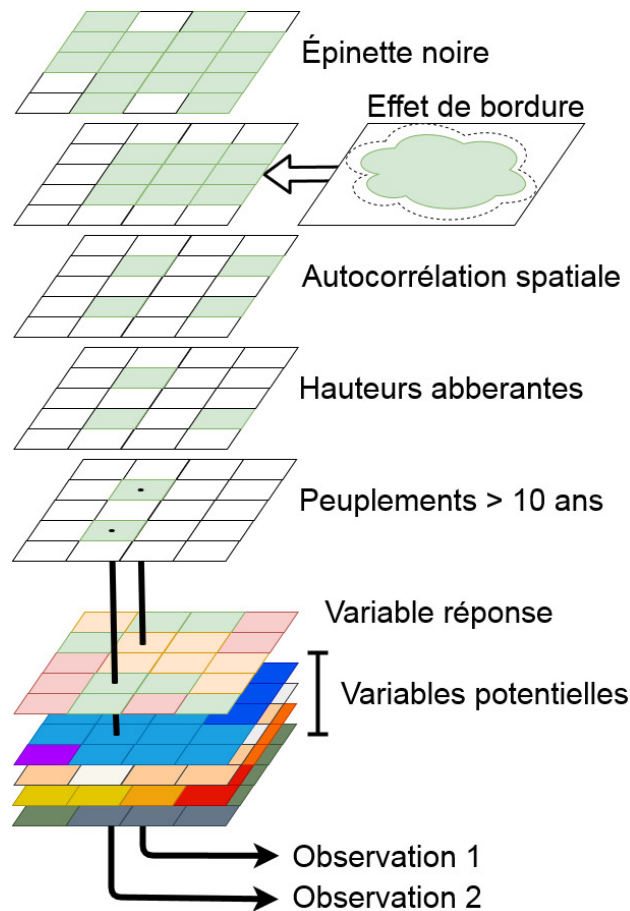 Épinette noire
Effet de bordure
Autocorrélation spatiale
Hauteurs abberantes
Peuplements > 10 ans
Variable réponse
Variables potentielles
Observation 1
Observation 2